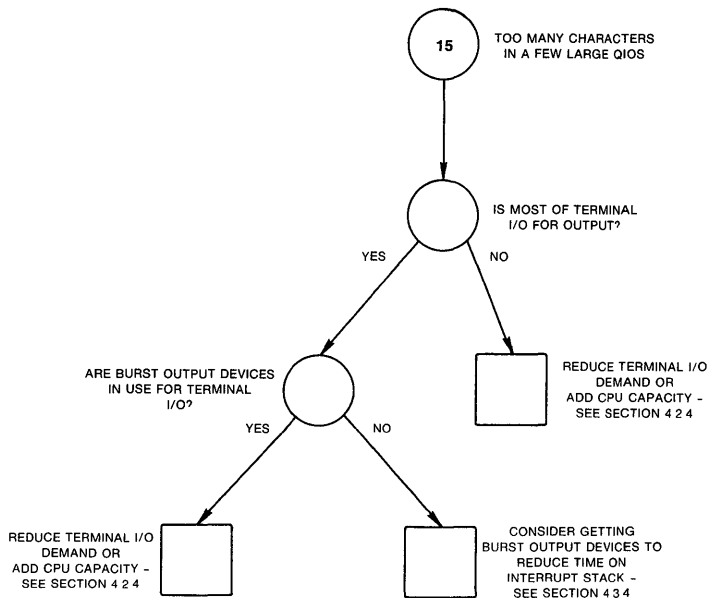 15
TOO MANY CHARACTERS
IN A FEW LARGE QIOS
IS MOST OF TERMINAL
I/O FOR OUTPUT?
YES
NO
ARE BURST OUTPUT DEVICES
IN USE FOR TERMINAL
I/O?
REDUCE TERMINAL I/O
DEMAND OR
ADD CPU CAPACITY –
SEE SECTION 4 2 4
YES
NO
REDUCE TERMINAL I/O
DEMAND OR
ADD CPU CAPACITY –
SEE SECTION 4 2 4
CONSIDER GETTING
BURST OUTPUT DEVICES TO
REDUCE TIME ON
INTERRUPT STACK –
SEE SECTION 4 3 4